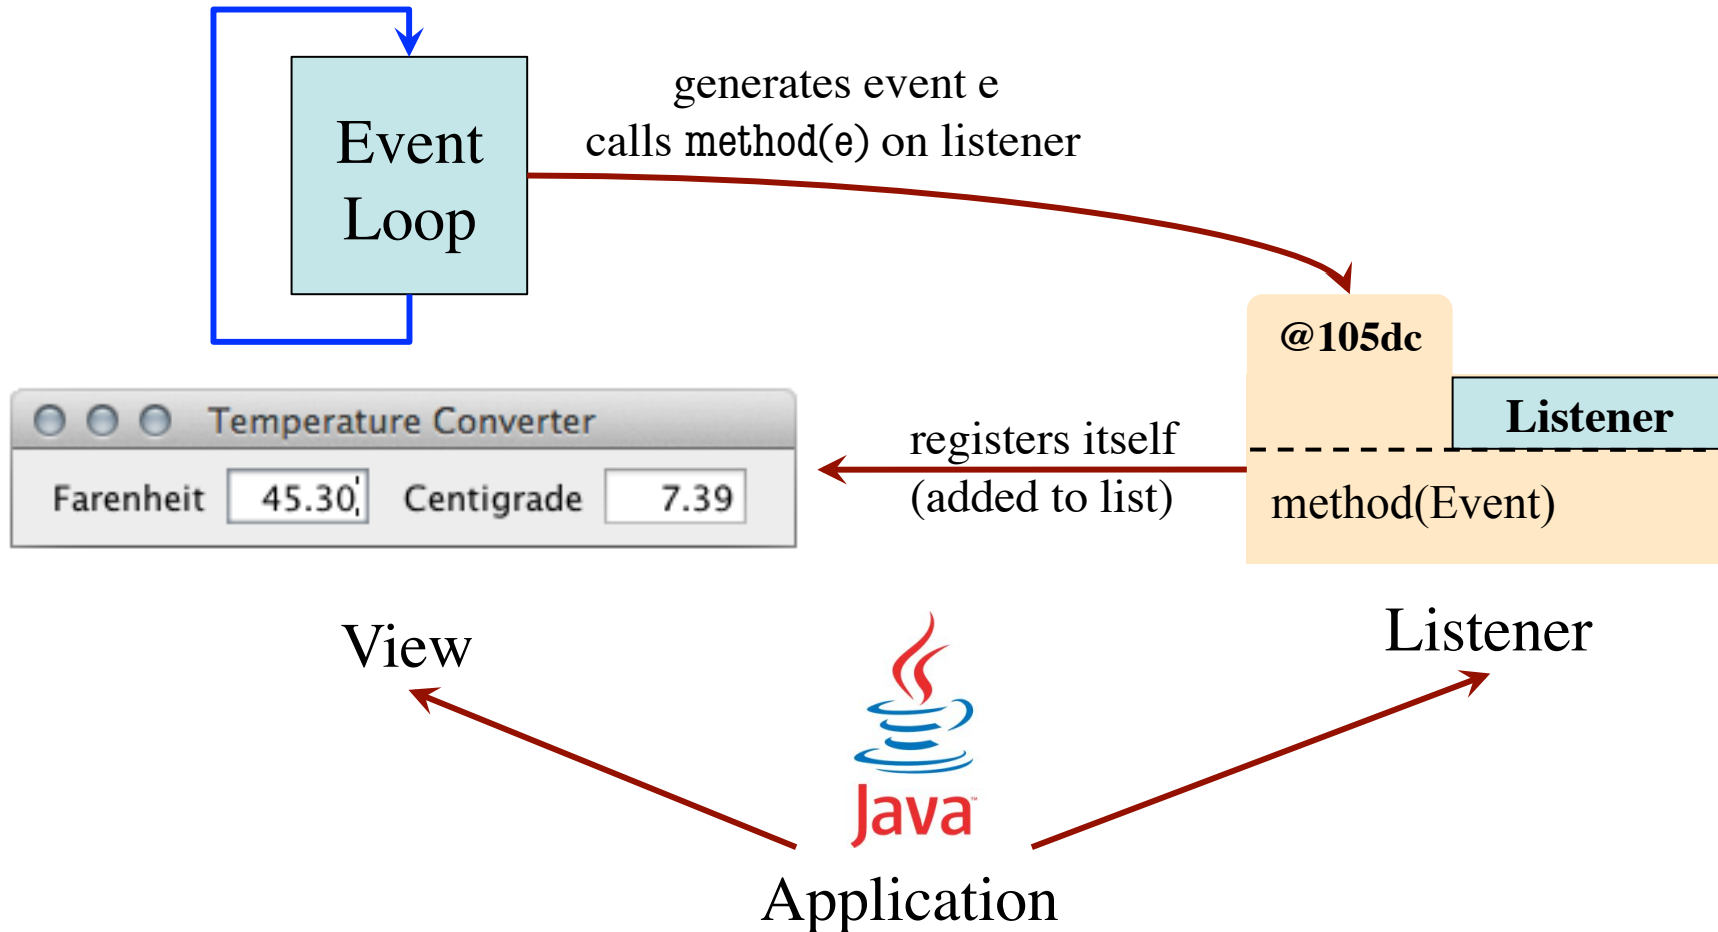 generates event e
calls method(e) on listener
Event
Loop
@105dc
Listener
method(Event)
registers itself
(added to list)
Temperature Converter
Farenheit 45.30 Centigrade 7.39
View
Listener
Java™
Application